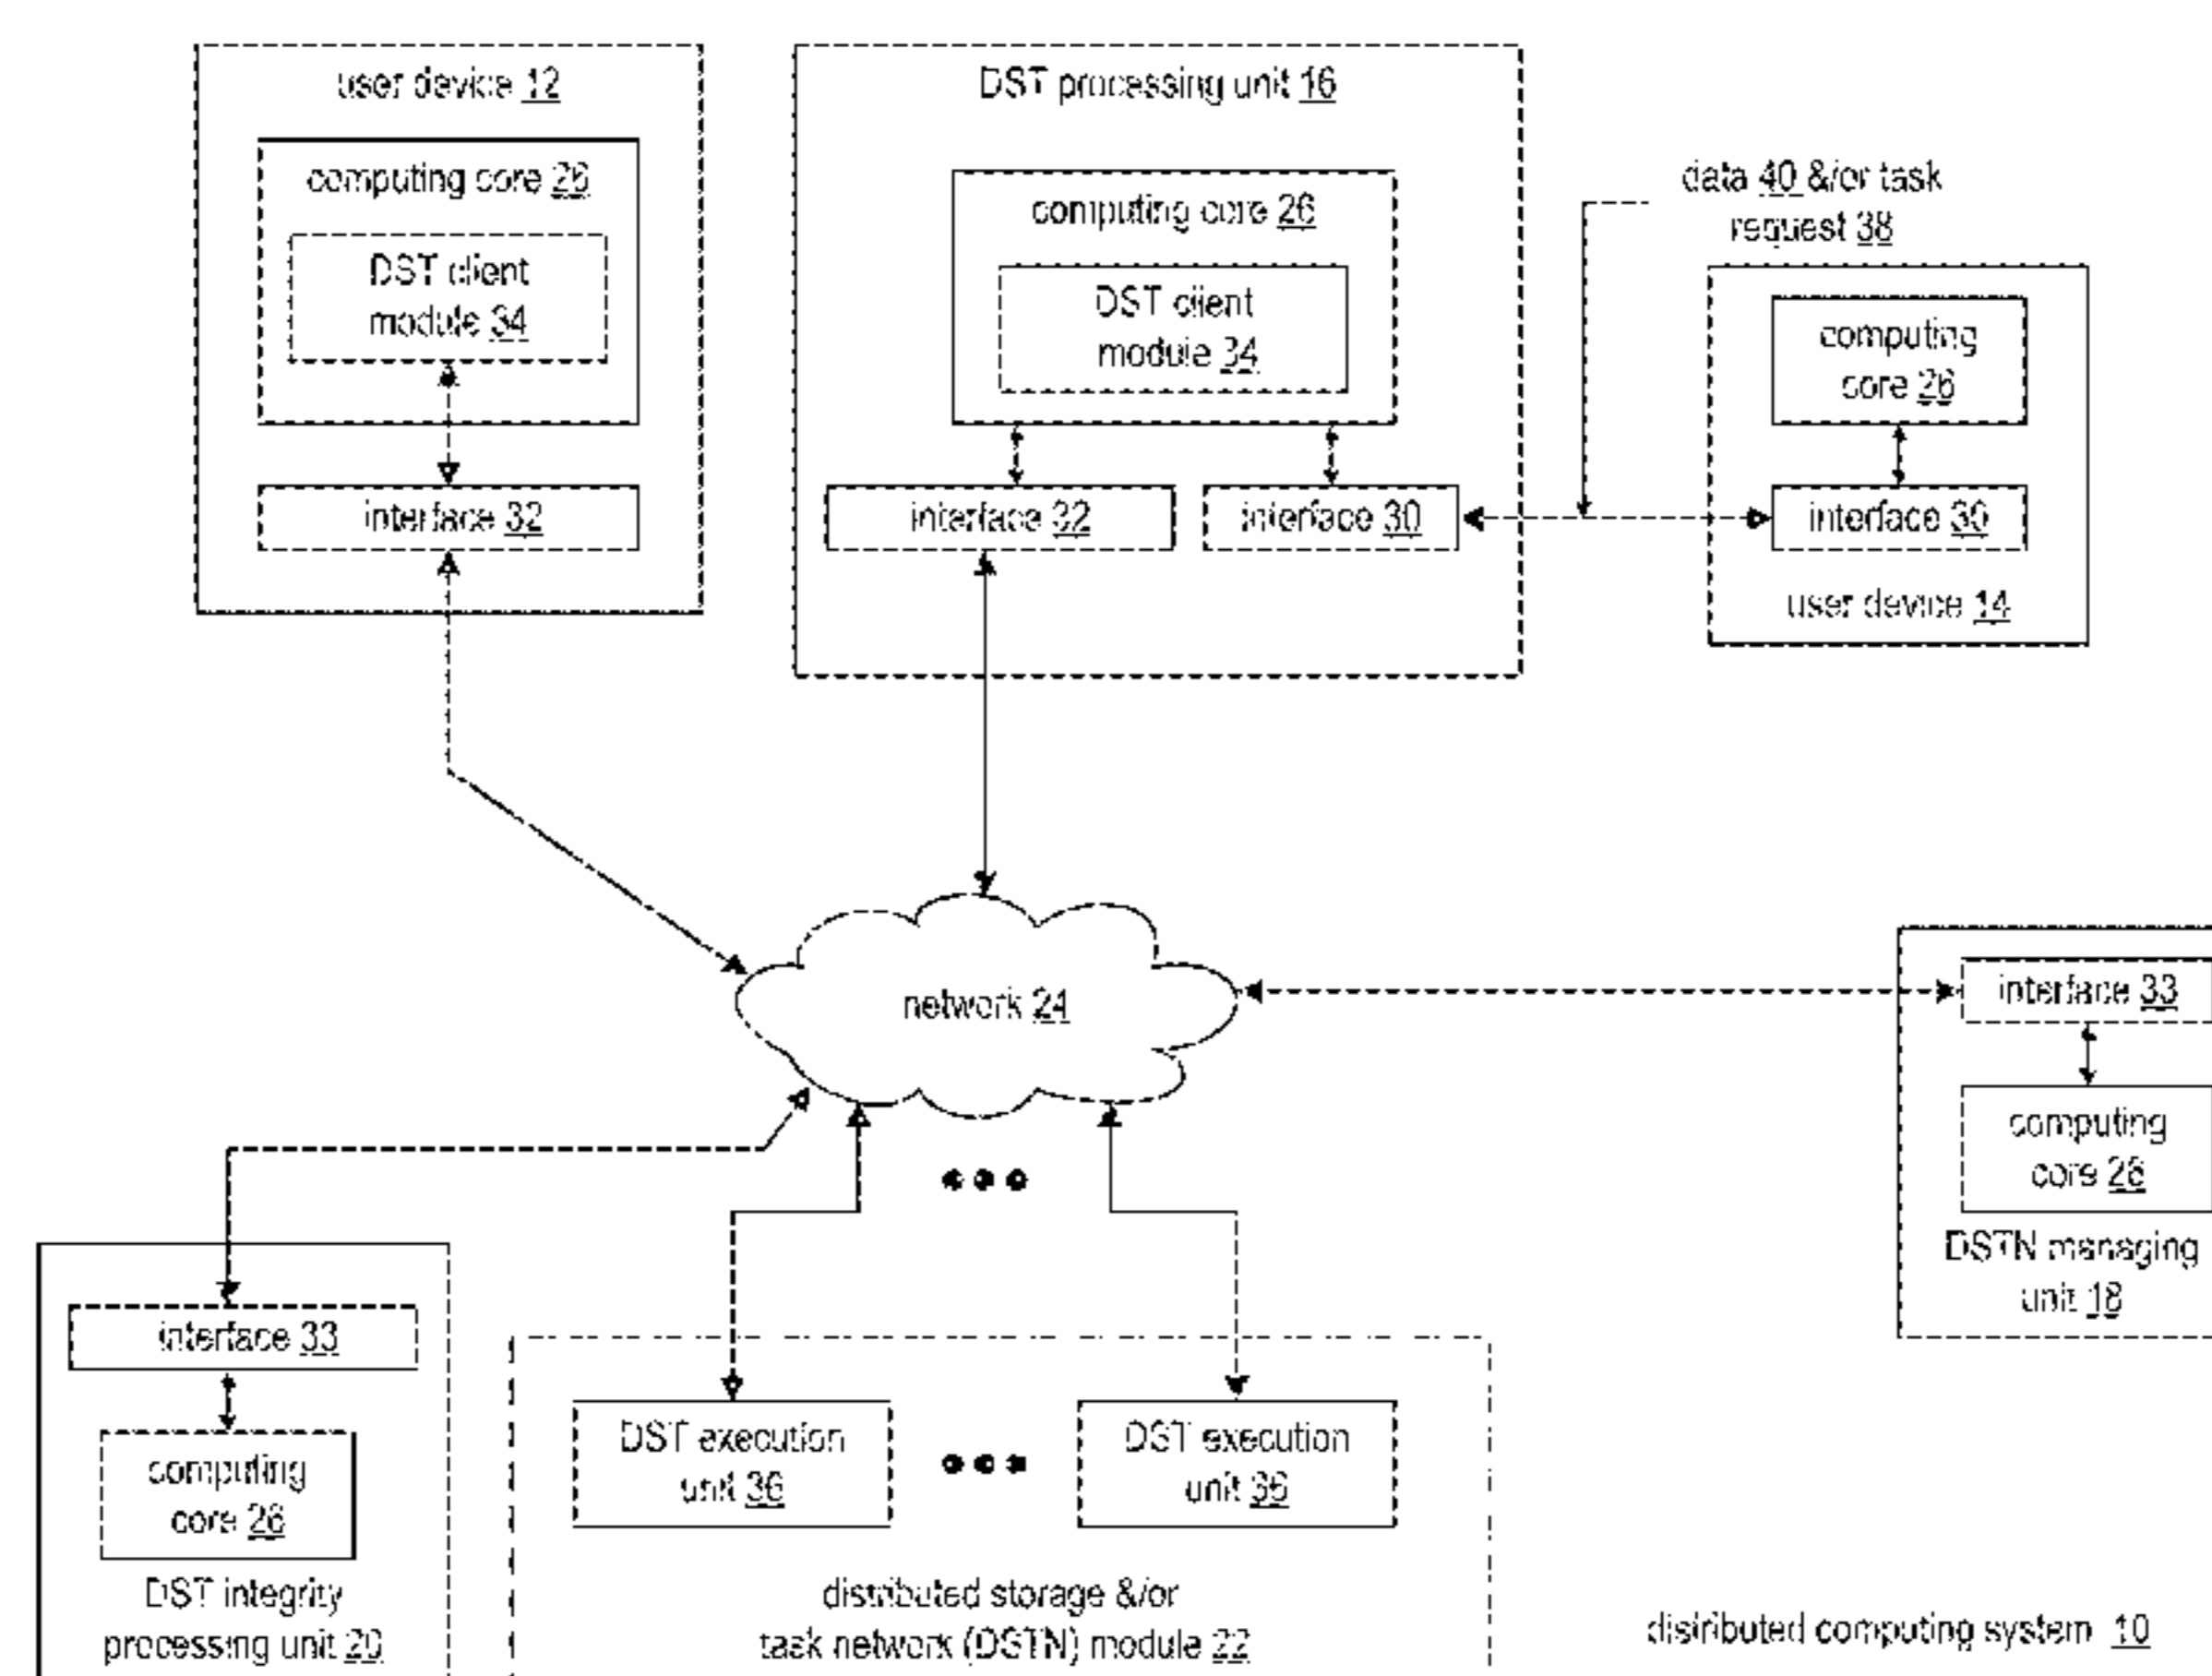 user device 12
computing core 26
DST client
module 34
interface 32
DST processing unit 16
computing core 26
DST client
module 34
interface 32
interface 30
data 40 &/or task
request 38
computing
core 26
interface 30
user device 14
network 24
interface 33
computing
core 26
DSTN managing
unit 18
interface 33
computing
core 26
DST integrity
processing unit 20
DST execution
unit 36
DST execution
unit 36
distributed storage &/or
task network (DSTN) module 22
distributed computing system 10